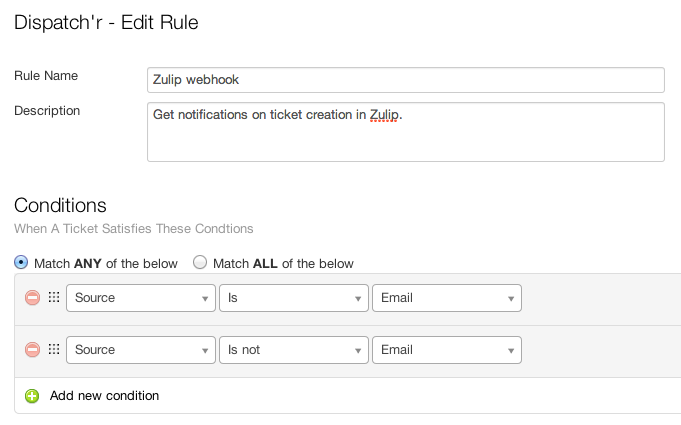 Dispatch'r - Edit Rule
Rule Name
Zulip webhook
Description
Get notifications on ticket creation in Zulip.
Conditions
When A Ticket Satisfies These Condtions
Match ANY of the below Match ALL of the below
Source Is Email
Source Is not Email
Add new condition